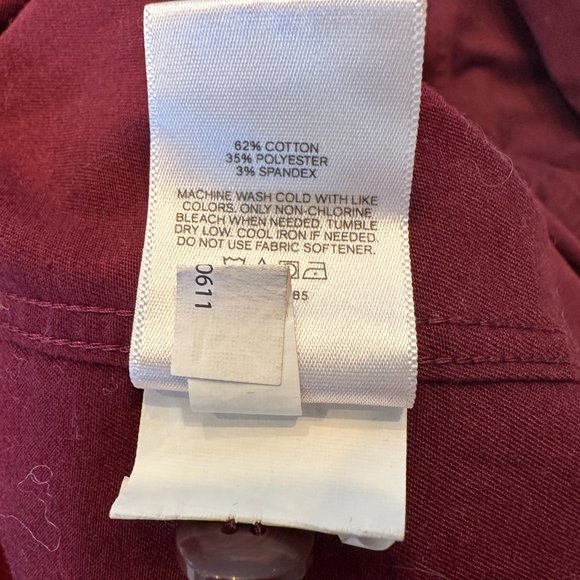 62% COTTON
35% POLYESTER
3% SPANDEX
MACHINE WASH COLD WITH LIKE
COLORS. ONLY NON-CHLORINE
BLEACH WHEN NEEDED. TUMBLE
DRY LOW. COOL IRON IF NEEDED.
DO NOT USE FABRIC SOFTENER.
85
0611